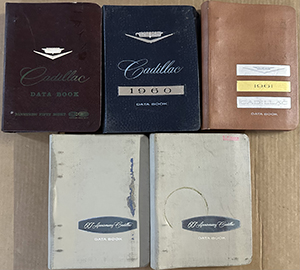 Cadillac
DATA BOOK
Cadillac
1960
DATA BOOK
1961
CADILLAC
DATA BOOK
60th Anniversary Cadillac
DATA BOOK
60th Anniversary Cadillac
DATA BOOK